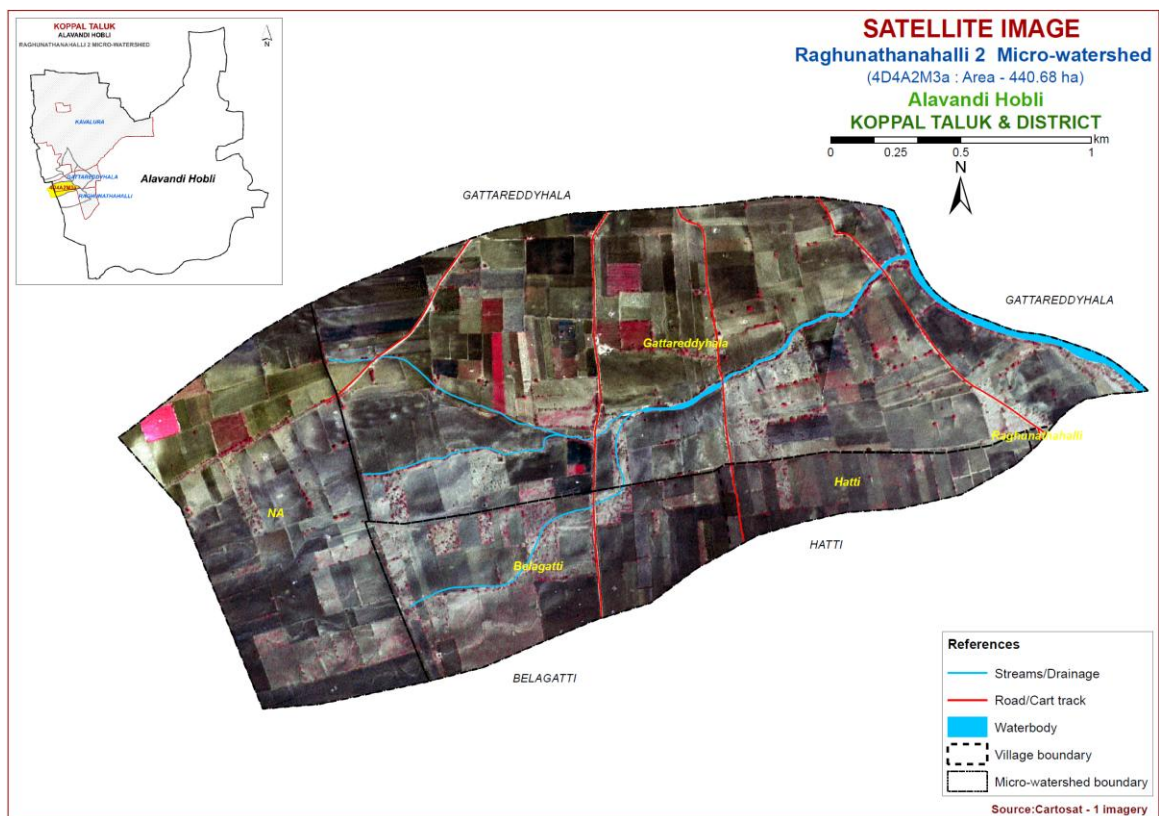 KOPPAL TALUK
ALAVANDI HOBLI
RAGHUNATHANAHALLI 2 MICRO-WATERSHED
N
KAVALURA
GATTAREDDYHALA
4D4A2M3a
RAGHUNATHAHALLI
Alavandi Hobli
SATELLITE IMAGE
Raghunathanahalli 2 Micro-watershed
(4D4A2M3a : Area - 440.68 ha)
Alavandi Hobli
KOPPAL TALUK & DISTRICT
km
0 0.25 0.5 1
N
GATTAREDDYHALA
GATTAREDDYHALA
Gattareddyhala
Raghunathahalli
Hatti
NA
Belagatti
HATTI
BELAGATTI
References
Streams/Drainage
Road/Cart track
Waterbody
Village boundary
Micro-watershed boundary
Source:Cartosat - 1 imagery